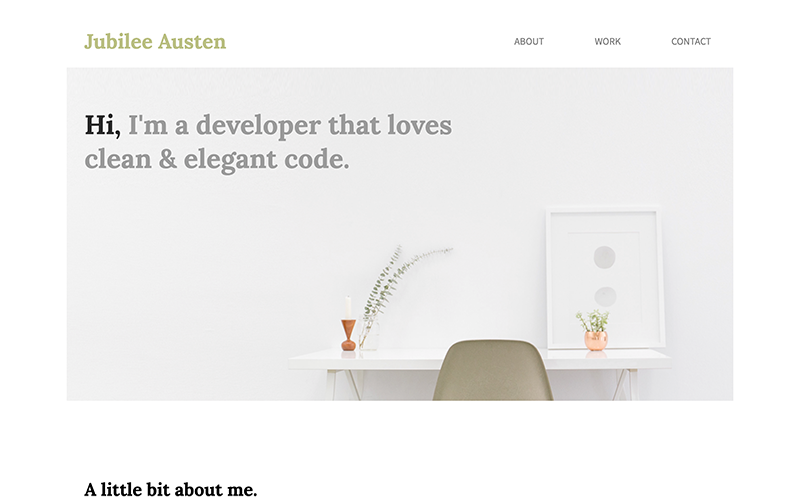 Jubilee Austen
ABOUT WORK CONTACT
Hi, I'm a developer that loves
clean & elegant code.
A little bit about me.